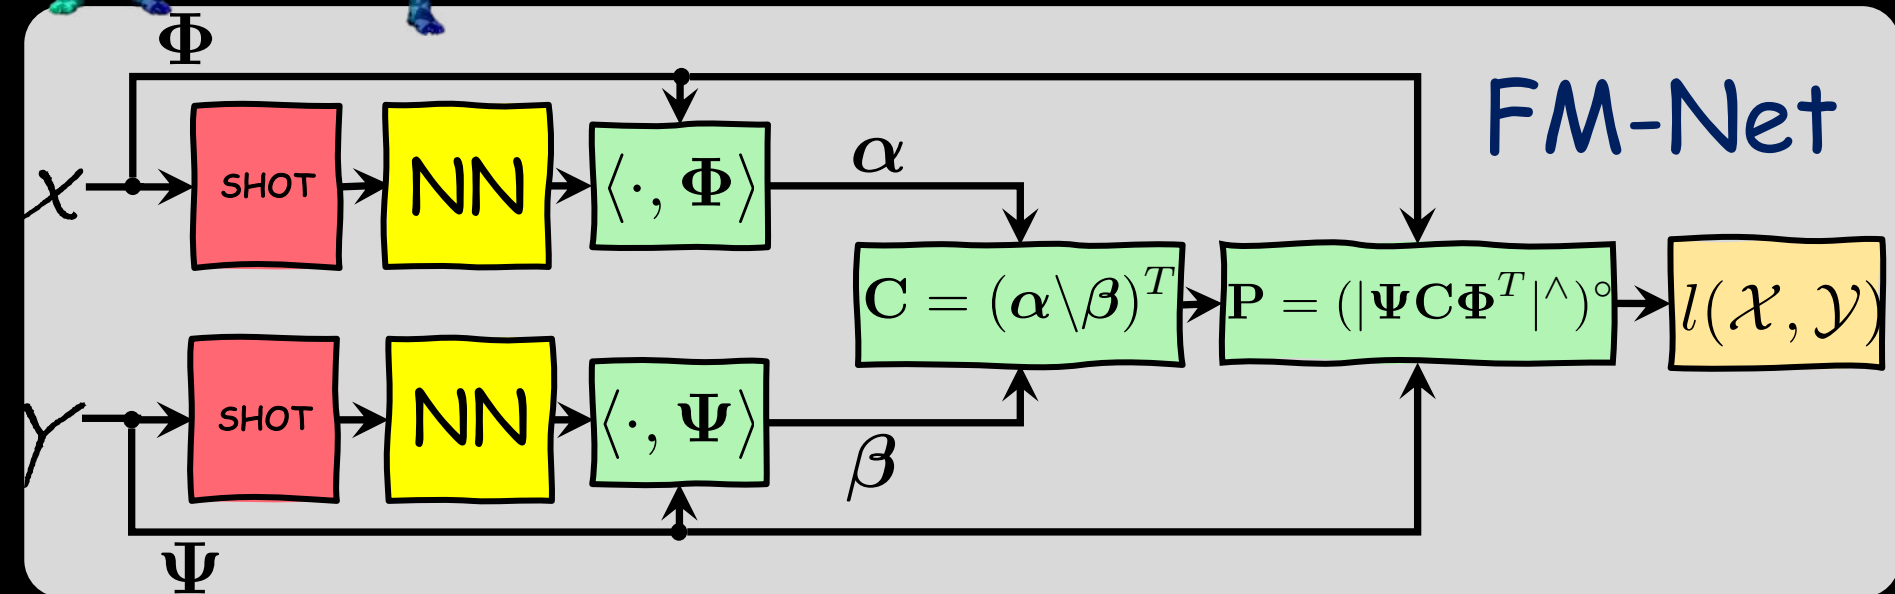 Φ
FM-Net
𝒳
SHOT
NN
⟨·, Φ⟩
α
C = (α\β)^T
P = (|ΨCΦ^T|^∧)°
l(𝒳, 𝒴)
𝒴
SHOT
NN
⟨·, Ψ⟩
β
Ψ